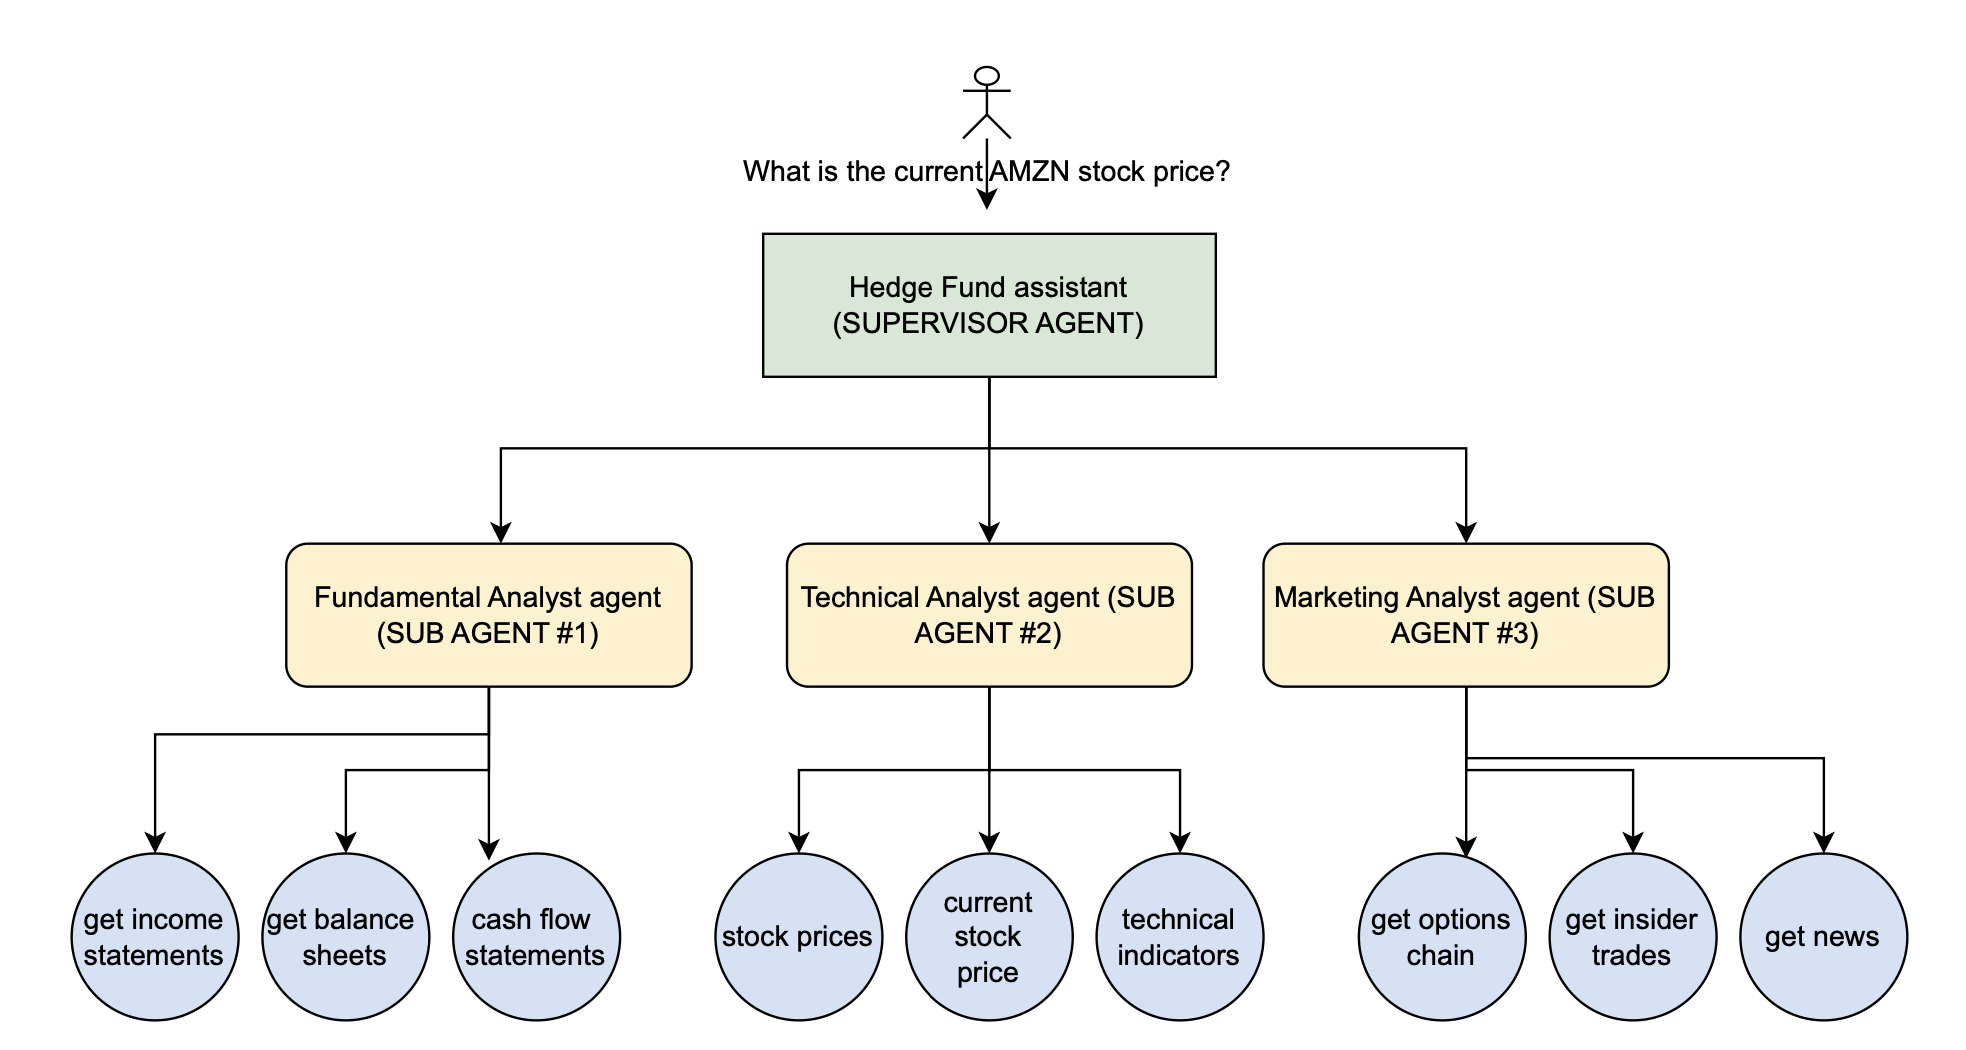 What is the current AMZN stock price?
Hedge Fund assistant
(SUPERVISOR AGENT)
Fundamental Analyst agent
(SUB AGENT #1)
Technical Analyst agent (SUB
AGENT #2)
Marketing Analyst agent (SUB
AGENT #3)
get income
statements
get balance
sheets
cash flow
statements
stock prices
current
stock
price
technical
indicators
get options
chain
get insider
trades
get news